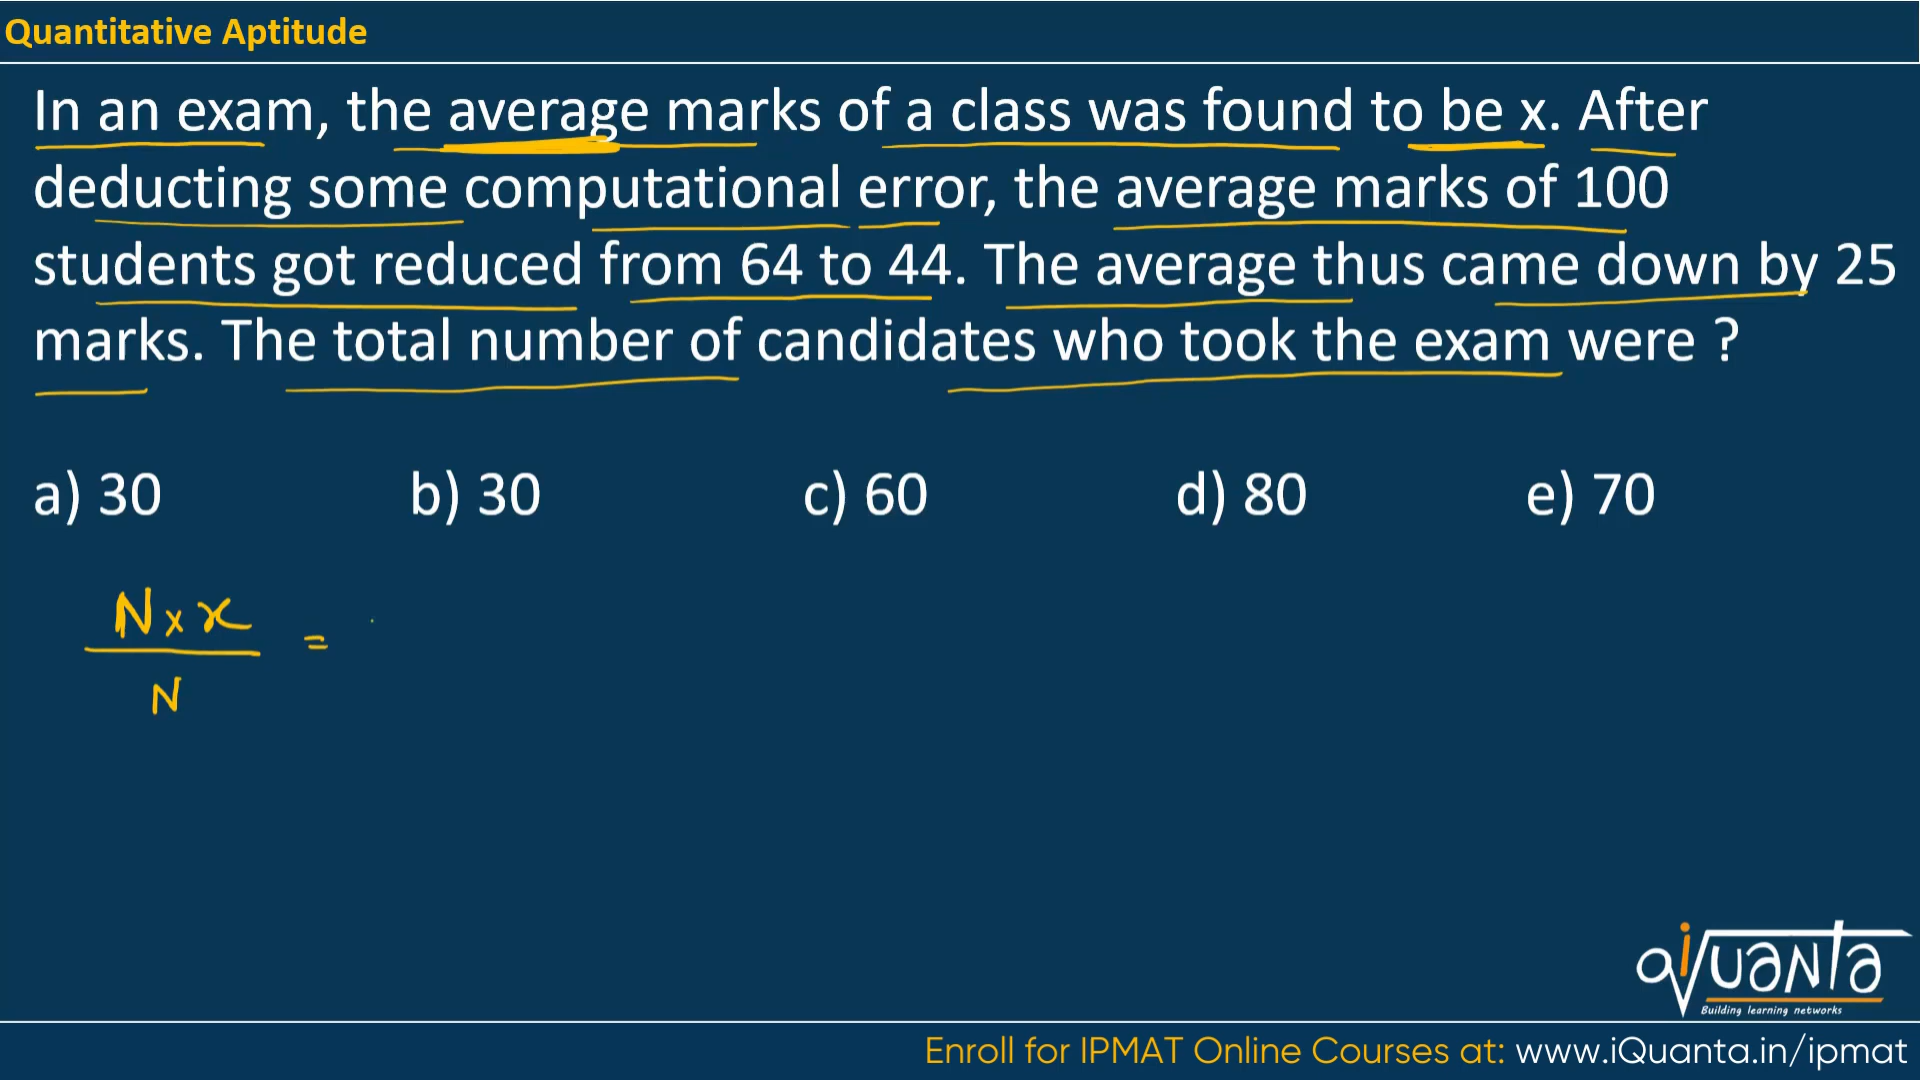 Quantitative Aptitude
In an exam, the average marks of a class was found to be x. After
deducting some computational error, the average marks of 100
students got reduced from 64 to 44. The average thus came down by 25
marks. The total number of candidates who took the exam were ?
a) 30 b) 30 c) 60 d) 80 e) 70
N x x
=
N
iQuanta
Building learning networks
Enroll for IPMAT Online Courses at: www.iQuanta.in/ipmat